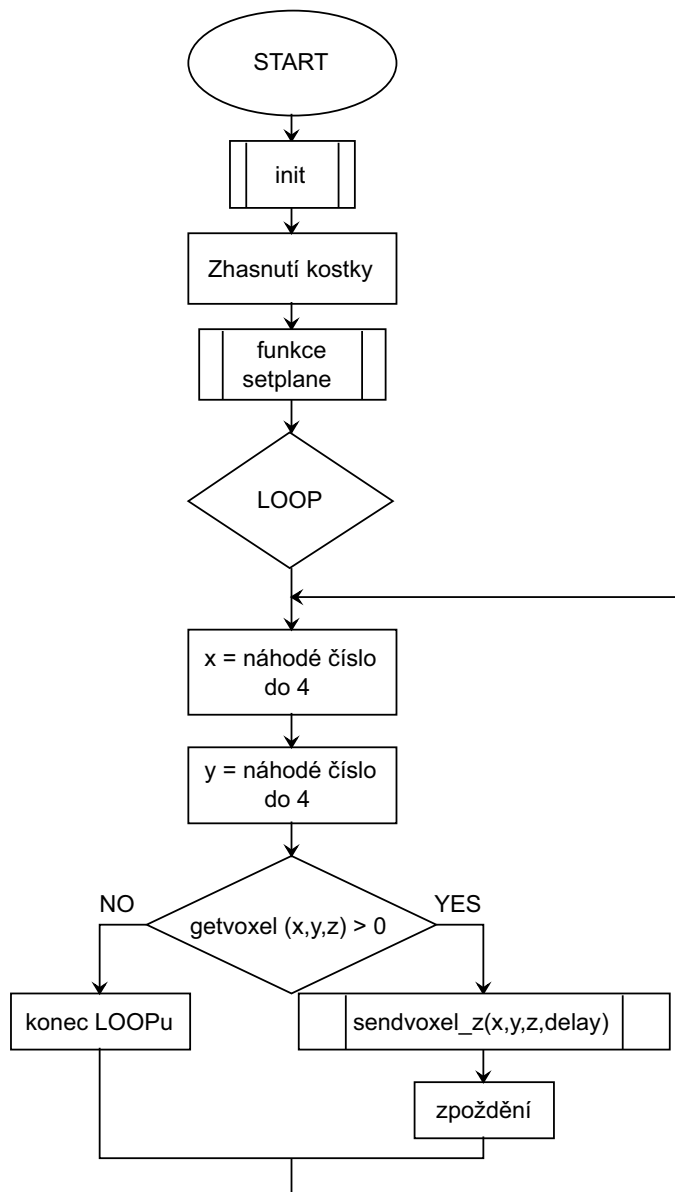 START
init
Zhasnutí kostky
funkce
setplane
LOOP
x = náhodé číslo
do 4
y = náhodé číslo
do 4
NO
YES
getvoxel (x,y,z) > 0
konec LOOPu
sendvoxel_z(x,y,z,delay)
zpoždění